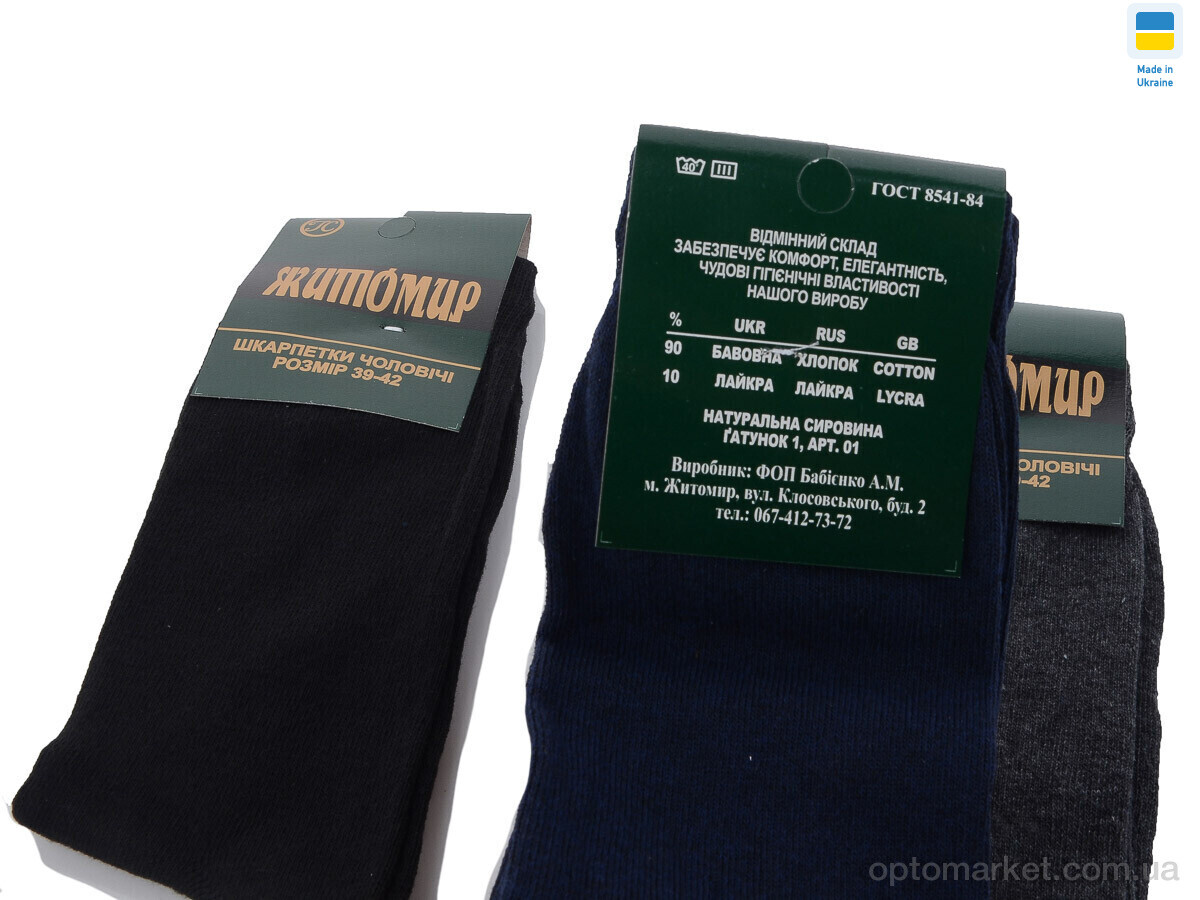 Made in
Ukraine
ГС
ЖИТОМИР
ШКАРПЕТКИ ЧОЛОВІЧІ
РОЗМІР 39-42
40
ГОСТ 8541-84
ВІДМІННИЙ СКЛАД
ЗАБЕЗПЕЧУЄ КОМФОРТ, ЕЛЕГАНТНІСТЬ,
ЧУДОВІ ГІГІЄНІЧНІ ВЛАСТИВОСТІ
НАШОГО ВИРОБУ
% UKR RUS GB
90 БАВОВНА ХЛОПОК COTTON
10 ЛАЙКРА ЛАЙКРА LYCRA
НАТУРАЛЬНА СИРОВИНА
ҐАТУНОК 1, АРТ. 01
Виробник: ФОП Бабієнко А.М.
м. Житомир, вул. Клосовського, буд. 2
тел.: 067-412-73-72
ОМИР
ОЛОВІЧІ
-42
optomarket.com.ua